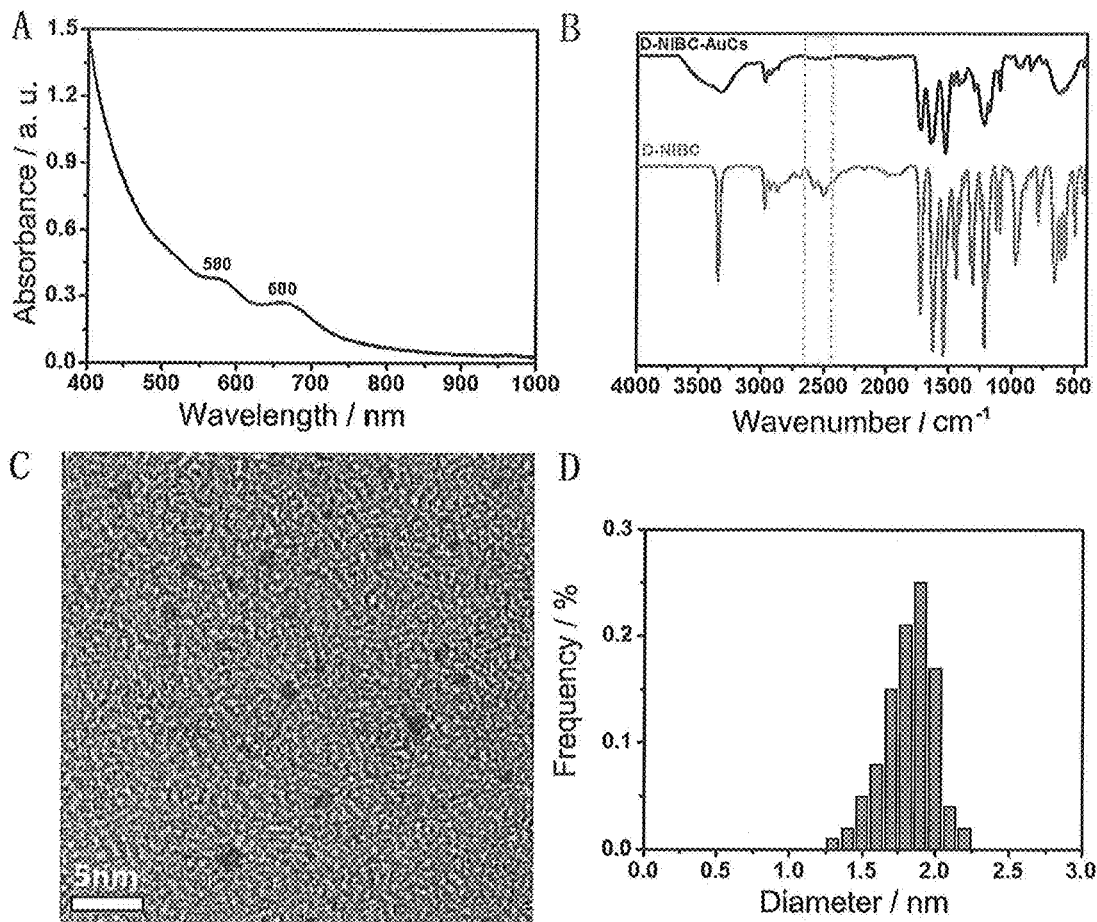 A
1.5
1.2
0.9
0.6
0.3
0.0
580
680
400 500 600 700 800 900 1000
Absorbance / a. u.
Wavelength / nm
B
D-NIBC-AuCs
D-NIBC
4000 3500 3000 2500 2000 1500 1000 500
Wavenumber / cm-1
C
5nm
D
0.3
0.2
0.1
0.0
0.0 0.5 1.0 1.5 2.0 2.5 3.0
Frequency / %
Diameter / nm